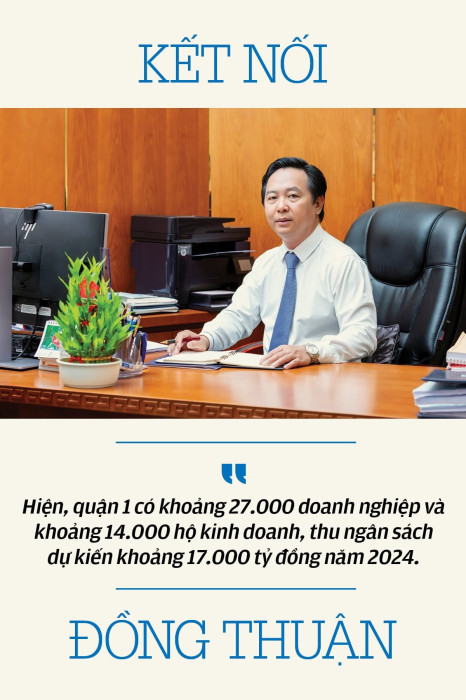 KẾT NỐI
Hiện, quận 1 có khoảng 27.000 doanh nghiệp và
khoảng 14.000 hộ kinh doanh, thu ngân sách
dự kiến khoảng 17.000 tỷ đồng năm 2024.
ĐỒNG THUẬN